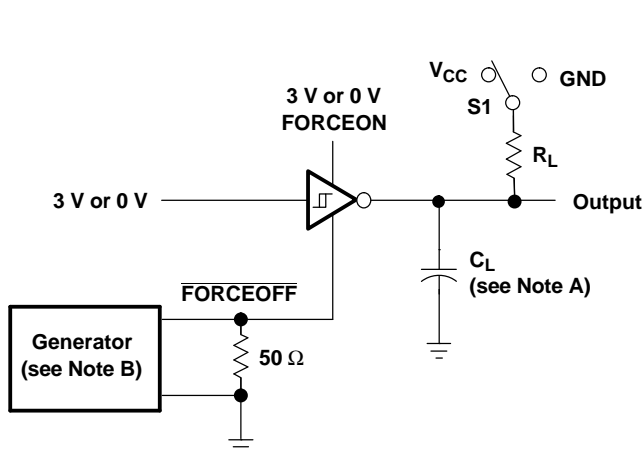 VCC
GND
S1
3 V or 0 V
FORCEON
RL
3 V or 0 V
Output
CL
(see Note A)
FORCEOFF
Generator
(see Note B)
50 Ω